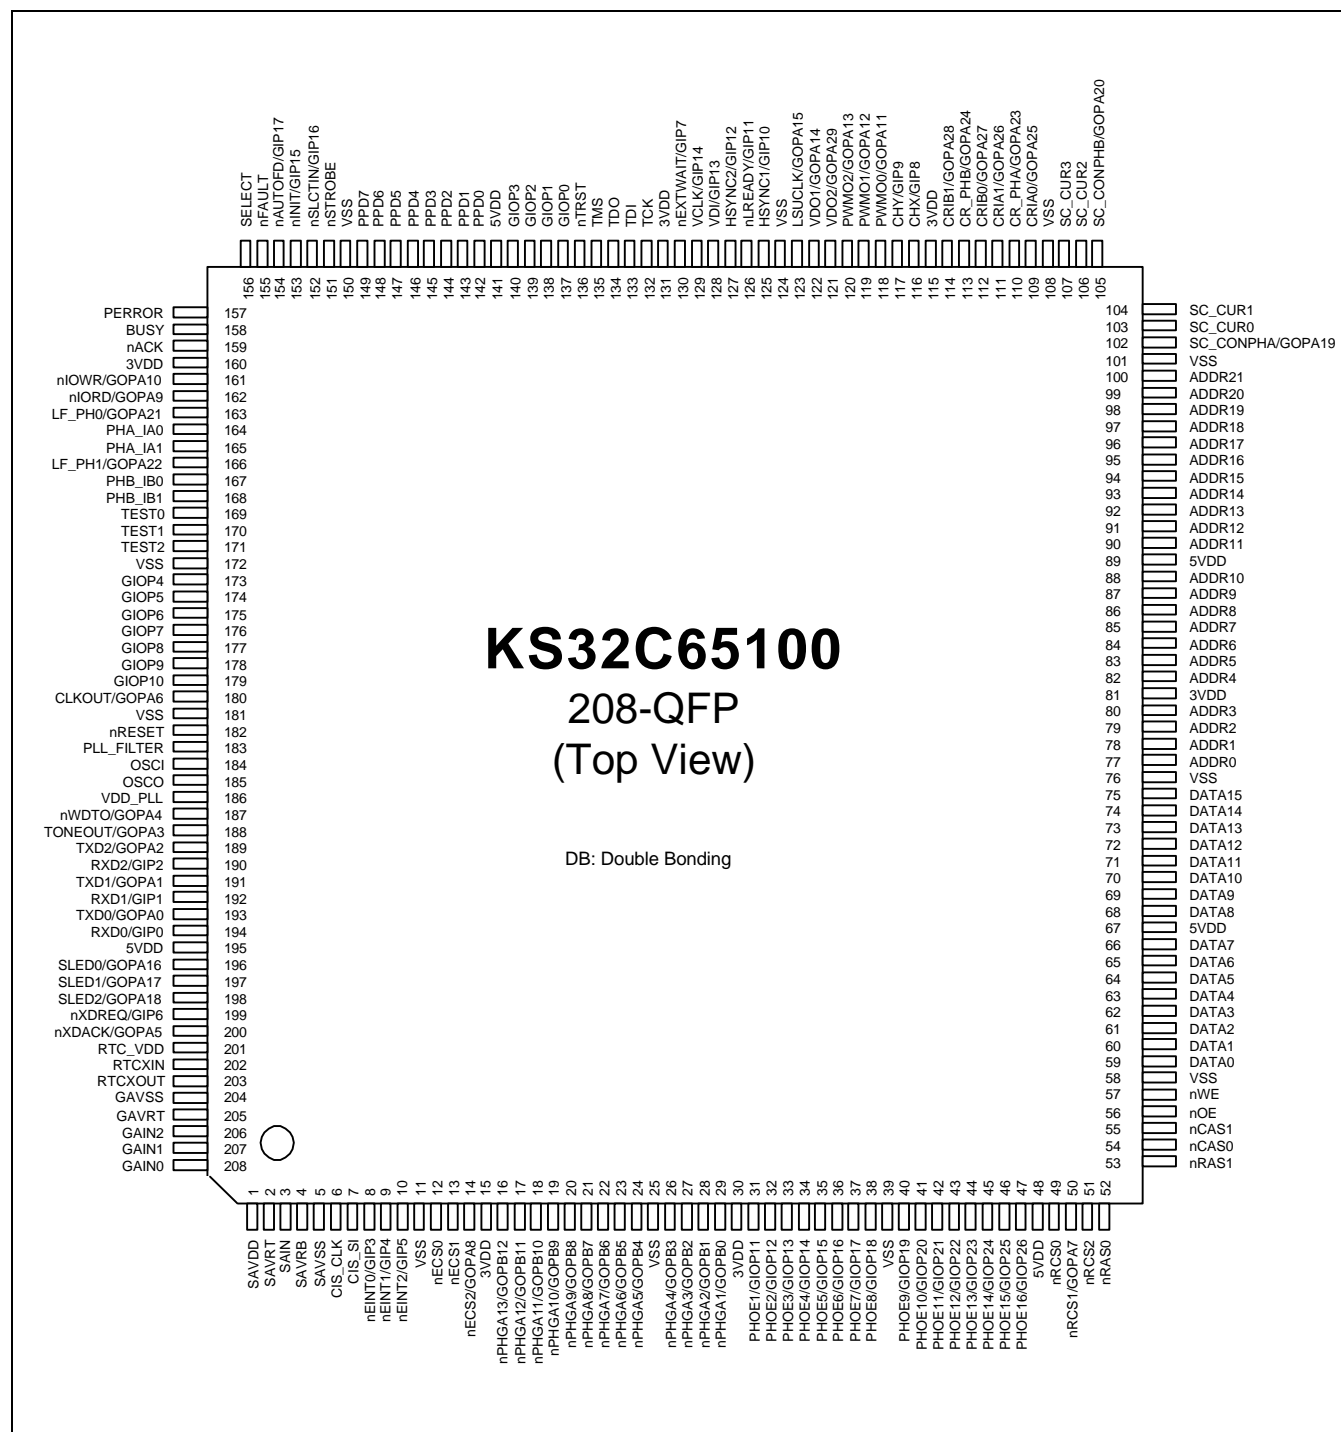 SELECT
nFAULT
nAUTOFD/GIP17
nINIT/GIP15
nSLCTIN/GIP16
nSTROBE
VSS
PPD7
PPD6
PPD5
PPD4
PPD3
PPD2
PPD1
PPD0
5VDD
GIOP3
GIOP2
GIOP1
GIOP0
nTRST
TMS
TDO
TDI
TCK
3VDD
nEXTWAIT/GIP7
VCLK/GIP14
VDI/GIP13
HSYNC2/GIP12
nLREADY/GIP11
HSYNC1/GIP10
VSS
LSUCLK/GOPA15
VDO1/GOPA14
VDO2/GOPA29
PWMO2/GOPA13
PWMO1/GOPA12
PWMO0/GOPA11
CHY/GIP9
CHX/GIP8
3VDD
CRIB1/GOPA28
CR_PHB/GOPA24
CRIB0/GOPA27
CRIA1/GOPA26
CR_PHA/GOPA23
CRIA0/GOPA25
VSS
SC_CUR3
SC_CUR2
SC_CONPHB/GOPA20
156 155 154 153 152 151 150 149 148 147 146 145 144 143 142 141 140 139 138 137 136 135 134 133 132 131 130 129 128 127 126 125 124 123 122 121 120 119 118 117 116 115 114 113 112 111 110 109 108 107 106 105
PERROR 157
BUSY 158
nACK 159
3VDD 160
nIOWR/GOPA10 161
nIORD/GOPA9 162
LF_PH0/GOPA21 163
PHA_IA0 164
PHA_IA1 165
LF_PH1/GOPA22 166
PHB_IB0 167
PHB_IB1 168
TEST0 169
TEST1 170
TEST2 171
VSS 172
GIOP4 173
GIOP5 174
GIOP6 175
GIOP7 176
GIOP8 177
GIOP9 178
GIOP10 179
CLKOUT/GOPA6 180
VSS 181
nRESET 182
PLL_FILTER 183
OSCI 184
OSCO 185
VDD_PLL 186
nWDTO/GOPA4 187
TONEOUT/GOPA3 188
TXD2/GOPA2 189
RXD2/GIP2 190
TXD1/GOPA1 191
RXD1/GIP1 192
TXD0/GOPA0 193
RXD0/GIP0 194
5VDD 195
SLED0/GOPA16 196
SLED1/GOPA17 197
SLED2/GOPA18 198
nXDREQ/GIP6 199
nXDACK/GOPA5 200
RTC_VDD 201
RTCXIN 202
RTCXOUT 203
GAVSS 204
GAVRT 205
GAIN2 206
GAIN1 207
GAIN0 208
KS32C65100
208-QFP
(Top View)
DB: Double Bonding
104 SC_CUR1
103 SC_CUR0
102 SC_CONPHA/GOPA19
101 VSS
100 ADDR21
99 ADDR20
98 ADDR19
97 ADDR18
96 ADDR17
95 ADDR16
94 ADDR15
93 ADDR14
92 ADDR13
91 ADDR12
90 ADDR11
89 5VDD
88 ADDR10
87 ADDR9
86 ADDR8
85 ADDR7
84 ADDR6
83 ADDR5
82 ADDR4
81 3VDD
80 ADDR3
79 ADDR2
78 ADDR1
77 ADDR0
76 VSS
75 DATA15
74 DATA14
73 DATA13
72 DATA12
71 DATA11
70 DATA10
69 DATA9
68 DATA8
67 5VDD
66 DATA7
65 DATA6
64 DATA5
63 DATA4
62 DATA3
61 DATA2
60 DATA1
59 DATA0
58 VSS
57 nWE
56 nOE
55 nCAS1
54 nCAS0
53 nRAS1
1 2 3 4 5 6 7 8 9 10 11 12 13 14 15 16 17 18 19 20 21 22 23 24 25 26 27 28 29 30 31 32 33 34 35 36 37 38 39 40 41 42 43 44 45 46 47 48 49 50 51 52
SAVDD
SAVRT
SAIN
SAVRB
SAVSS
CIS_CLK
CIS_SI
nEINT0/GIP3
nEINT1/GIP4
nEINT2/GIP5
VSS
nECS0
nECS1
nECS2/GOPA8
3VDD
nPHGA13/GOPB12
nPHGA12/GOPB11
nPHGA11/GOPB10
nPHGA10/GOPB9
nPHGA9/GOPB8
nPHGA8/GOPB7
nPHGA7/GOPB6
nPHGA6/GOPB5
nPHGA5/GOPB4
VSS
nPHGA4/GOPB3
nPHGA3/GOPB2
nPHGA2/GOPB1
nPHGA1/GOPB0
3VDD
PHOE1/GIOP11
PHOE2/GIOP12
PHOE3/GIOP13
PHOE4/GIOP14
PHOE5/GIOP15
PHOE6/GIOP16
PHOE7/GIOP17
PHOE8/GIOP18
VSS
PHOE9/GIOP19
PHOE10/GIOP20
PHOE11/GIOP21
PHOE12/GIOP22
PHOE13/GIOP23
PHOE14/GIOP24
PHOE15/GIOP25
PHOE16/GIOP26
5VDD
nRCS0
nRCS1/GOPA7
nRCS2
nRAS0